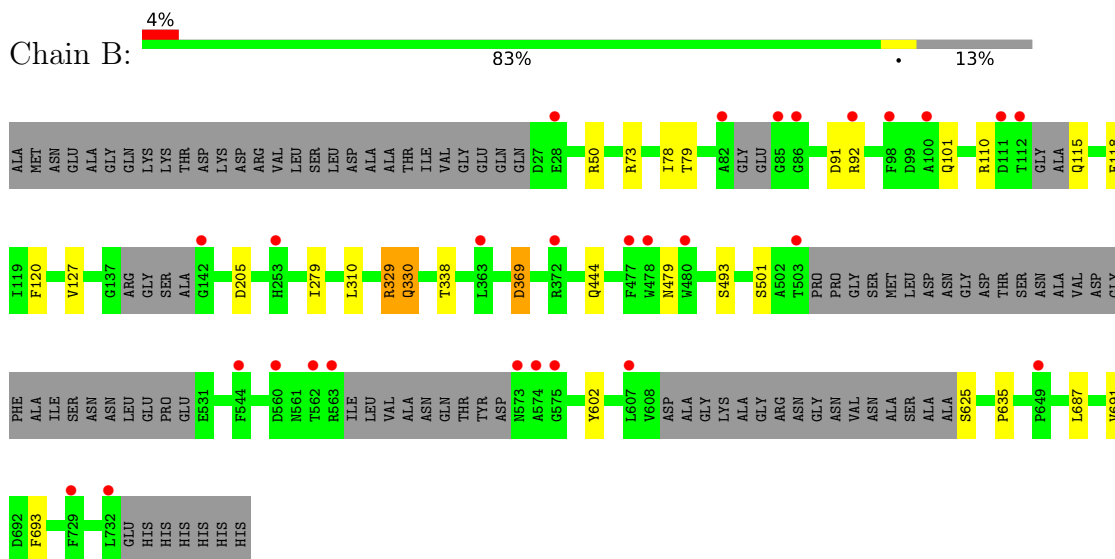 4%
Chain B:
83%
•
13%
ALA MET ASN GLU ALA GLY GLN LYS LYS THR ASP LYS ASP ARG VAL LEU SER LEU ASP ALA ALA THR ILE VAL GLY GLU GLN GLN D27 E28 R50 R73 I78 T79 A82 GLY GLU G85 G86 D91 R92 F98 D99 A100 Q101 R110 D111 T112 GLY ALA Q115 E118
I119 F120 V127 G137 ARG GLY SER ALA G142 D205 H253 I279 L310 R329 Q330 T338 L363 D369 R372 Q444 F477 W478 N479 W480 S493 S501 A502 T503 PRO PRO GLY SER MET LEU ASP ASN GLY ASP THR SER ASN ALA VAL ASP GLY
PHE ALA ILE SER ASN ASN LEU GLU PRO GLU E531 F544 D560 N561 T562 R563 ILE LEU VAL ALA ASN GLN THR TYR ASP N573 A574 G575 Y602 L607 V608 ASP ALA GLY LYS ALA GLY ARG ASN GLY ASN VAL ASN ALA SER ALA ALA S625 P635 P649 L687 V691
D692 F693 F729 L732 GLU HIS HIS HIS HIS HIS HIS